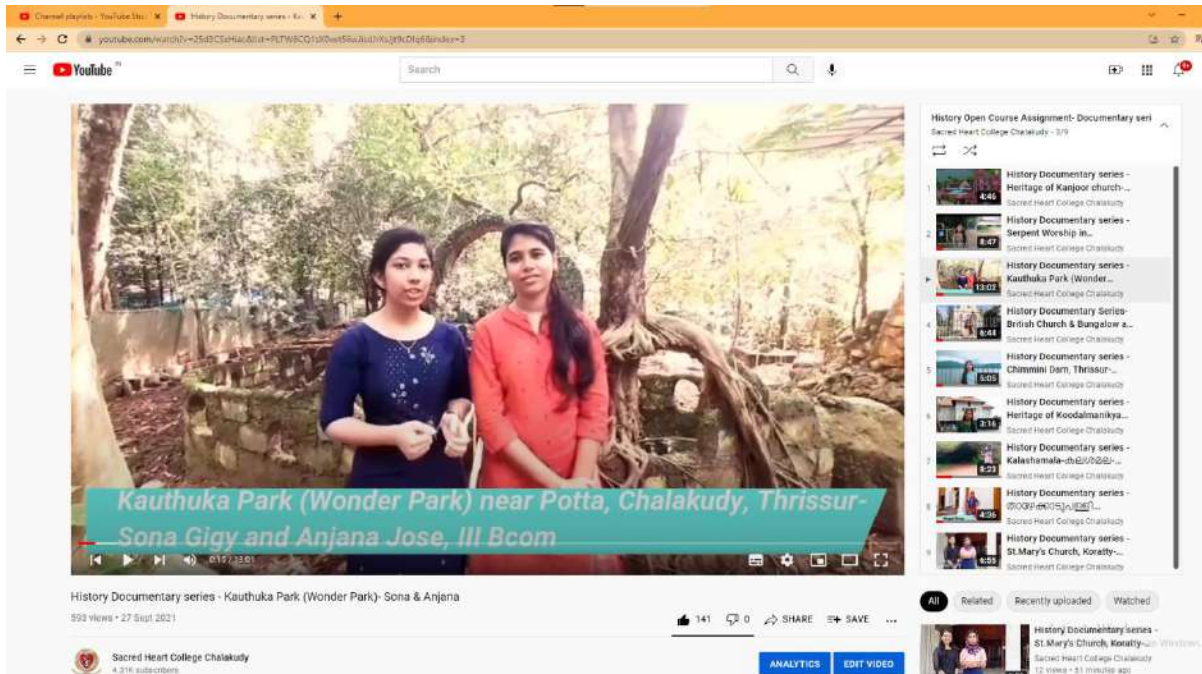 Channel playlists - YouTube Stu
History Documentary series - Ka
YouTube IN
Search
9+
Kauthuka Park (Wonder Park) near Potta, Chalakudy, Thrissur-
Sona Gigy and Anjana Jose, III Bcom
0:15 / 13:01
History Documentary series - Kauthuka Park (Wonder Park)- Sona & Anjana
593 views • 27 Sept 2021
141
0
SHARE
SAVE
...
Sacred Heart College Chalakudy
4.31K subscribers
ANALYTICS
EDIT VIDEO
History Open Course Assignment- Documentary seri
Sacred Heart College Chalakudy - 3/9
1
4:46
History Documentary series -
Heritage of Kanjoor church-...
Sacred Heart College Chalakudy
2
8:47
History Documentary series -
Serpent Worship in...
Sacred Heart College Chalakudy
13:02
History Documentary series -
Kauthuka Park (Wonder...
Sacred Heart College Chalakudy
4
6:44
History Documentary Series-
British Church & Bungalow a...
Sacred Heart College Chalakudy
5
5:05
History Documentary series -
Chimmini Dam, Thrissur-...
Sacred Heart College Chalakudy
6
3:16
History Documentary series -
Heritage of Koodalmanikya...
Sacred Heart College Chalakudy
7
8:23
History Documentary series -
Kalashamala-
Sacred Heart College Chalakudy
8
4:36
History Documentary series -
Sacred Heart College Chalakudy
9
6:55
History Documentary series -
St.Mary's Church, Koratty-...
Sacred Heart College Chalakudy
All
Related
Recently uploaded
Watched
History Documentary series -
St.Mary's Church, Koratty-...
Sacred Heart College Chalakudy
12 views • 51 minutes ago